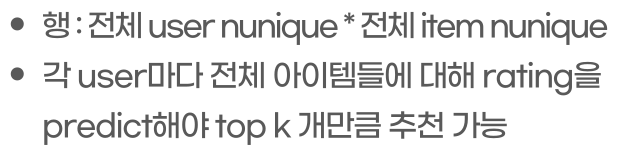 • 행 : 전체 user nunique * 전체 item nunique
• 각 user마다 전체 아이템들에 대해 rating을
predict해야 top k 개만큼 추천 가능